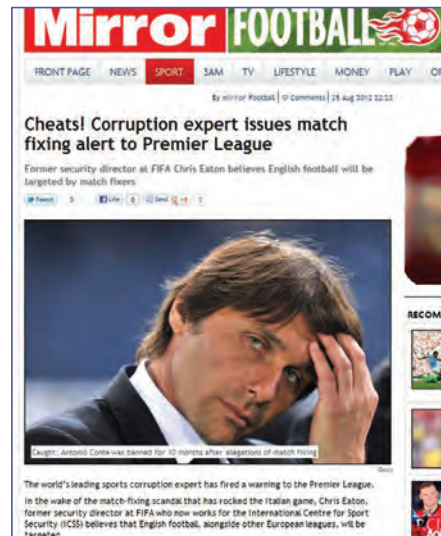 Mirror FOOTBALL
FRONT PAGE NEWS SPORT 3AM TV LIFESTYLE MONEY PLAY
By Mirror Football Comments 25 Aug 2012 22:22
Cheats! Corruption expert issues match
fixing alert to Premier League
Former security director at FIFA Chris Eaton believes English football will be
targeted by match fixers
Tweet 5 Like 0 Send +1 0
RECOM
Caught: Antonio Conte was banned for 10 months after allegations of match fixing
Getty
The world's leading sports corruption expert has fired a warning to the Premier League.
In the wake of the match-fixing scandal that has rocked the Italian game, Chris Eaton,
former security director at FIFA who now works for the International Centre for Sport
Security (ICSS) believes that English football, alongside other European leagues, will be
targeted.